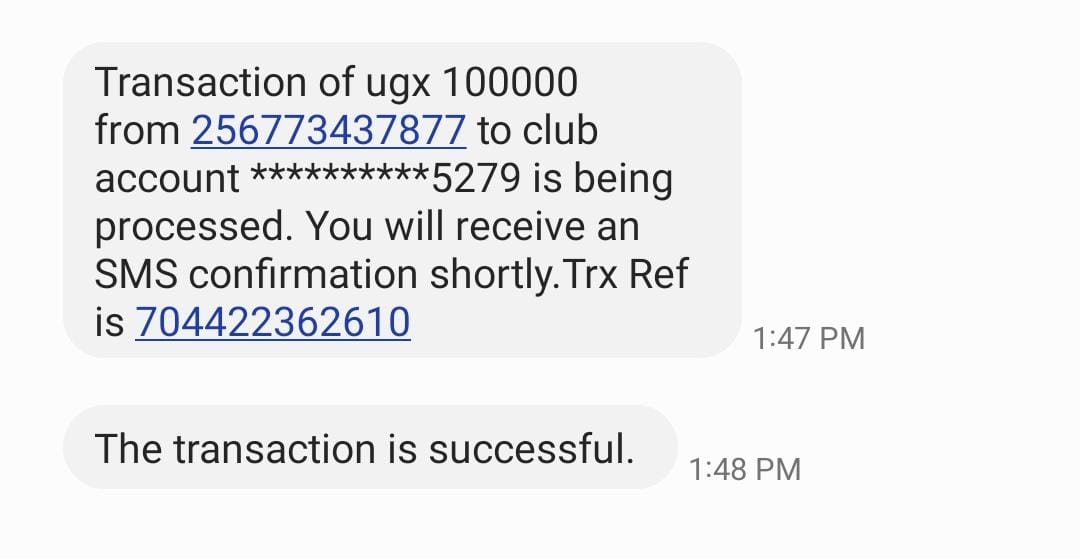 Transaction of ugx 100000
from 256773437877 to club
account **********5279 is being
processed. You will receive an
SMS confirmation shortly.Trx Ref
is 704422362610
1:47 PM
The transaction is successful.
1:48 PM